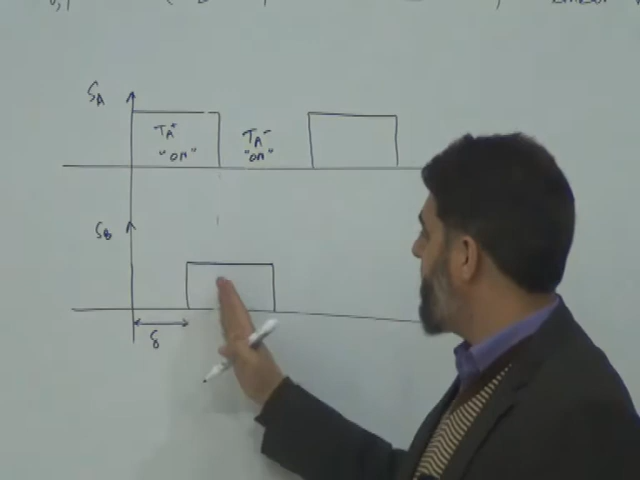 S_A
T_A^+
"ON"
T_A^-
"ON"
S_B
δ